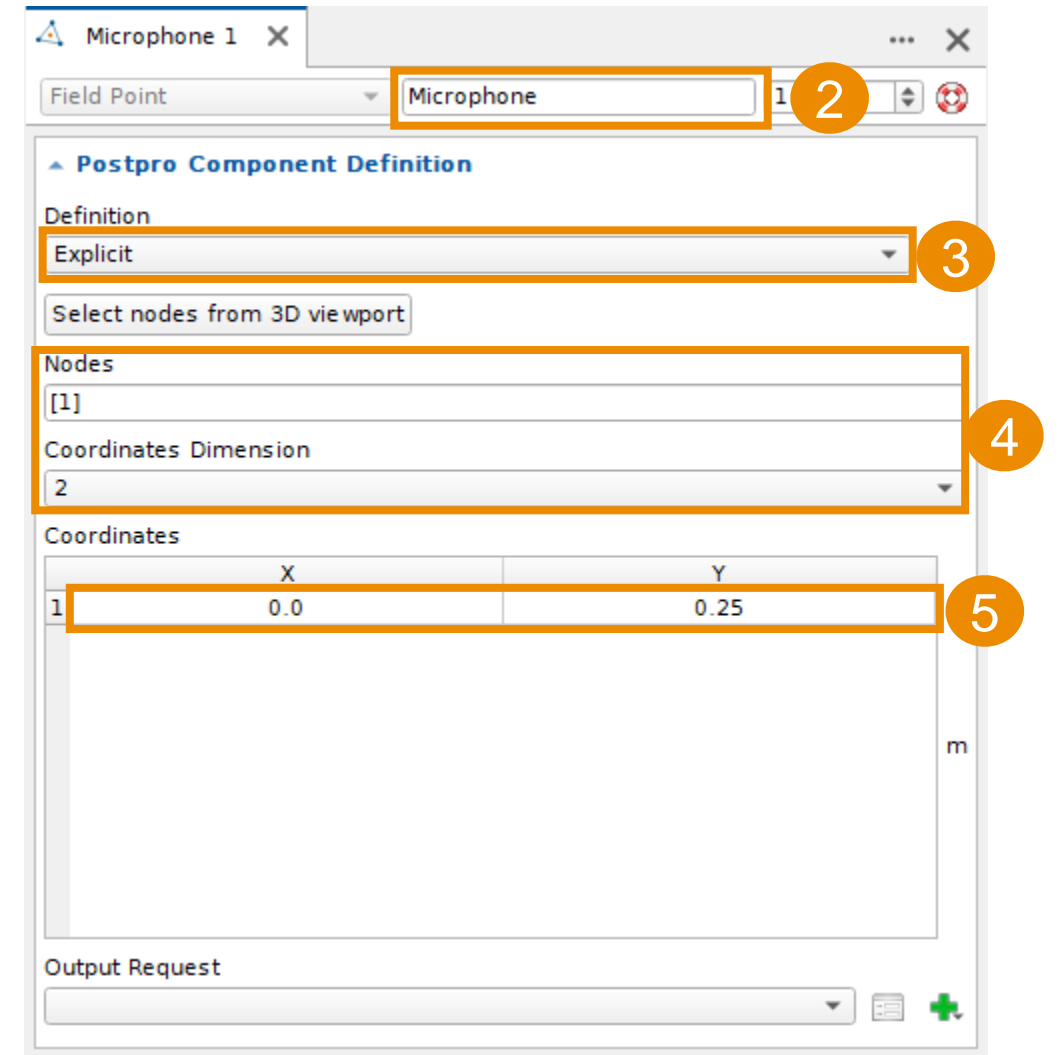 Microphone 1
Field Point Microphone 1 2
Postpro Component Definition
Definition
Explicit 3
Select nodes from 3D viewport
Nodes
[1]
4
Coordinates Dimension
2
Coordinates
X Y
1 0.0 0.25 5
m
Output Request